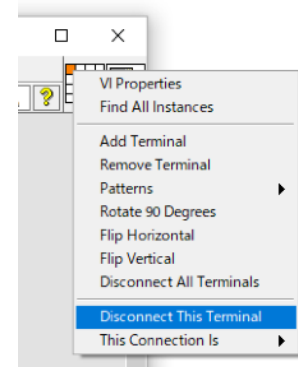 VI Properties
Find All Instances
Add Terminal
Remove Terminal
Patterns
Rotate 90 Degrees
Flip Horizontal
Flip Vertical
Disconnect All Terminals
Disconnect This Terminal
This Connection Is